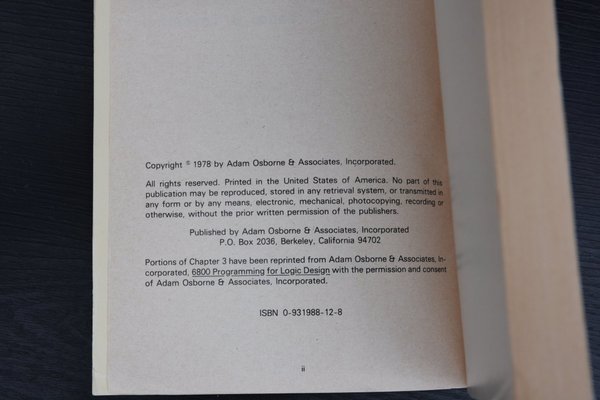 Copyright © 1978 by Adam Osborne & Associates, Incorporated.
All rights reserved. Printed in the United States of America. No part of this
publication may be reproduced, stored in any retrieval system, or transmitted
in any form or by any means, electronic, mechanical, photocopying, recording or
otherwise, without the prior written permission of the publishers.
Published by Adam Osborne & Associates, Incorporated
P.O. Box 2036, Berkeley, California 94702
Portions of Chapter 3 have been reprinted from Adam Osborne & Associates, In-
corporated, 6800 Programming for Logic Design with the permission and consent
of Adam Osborne & Associates, Incorporated.
ISBN 0-931988-12-8
ii